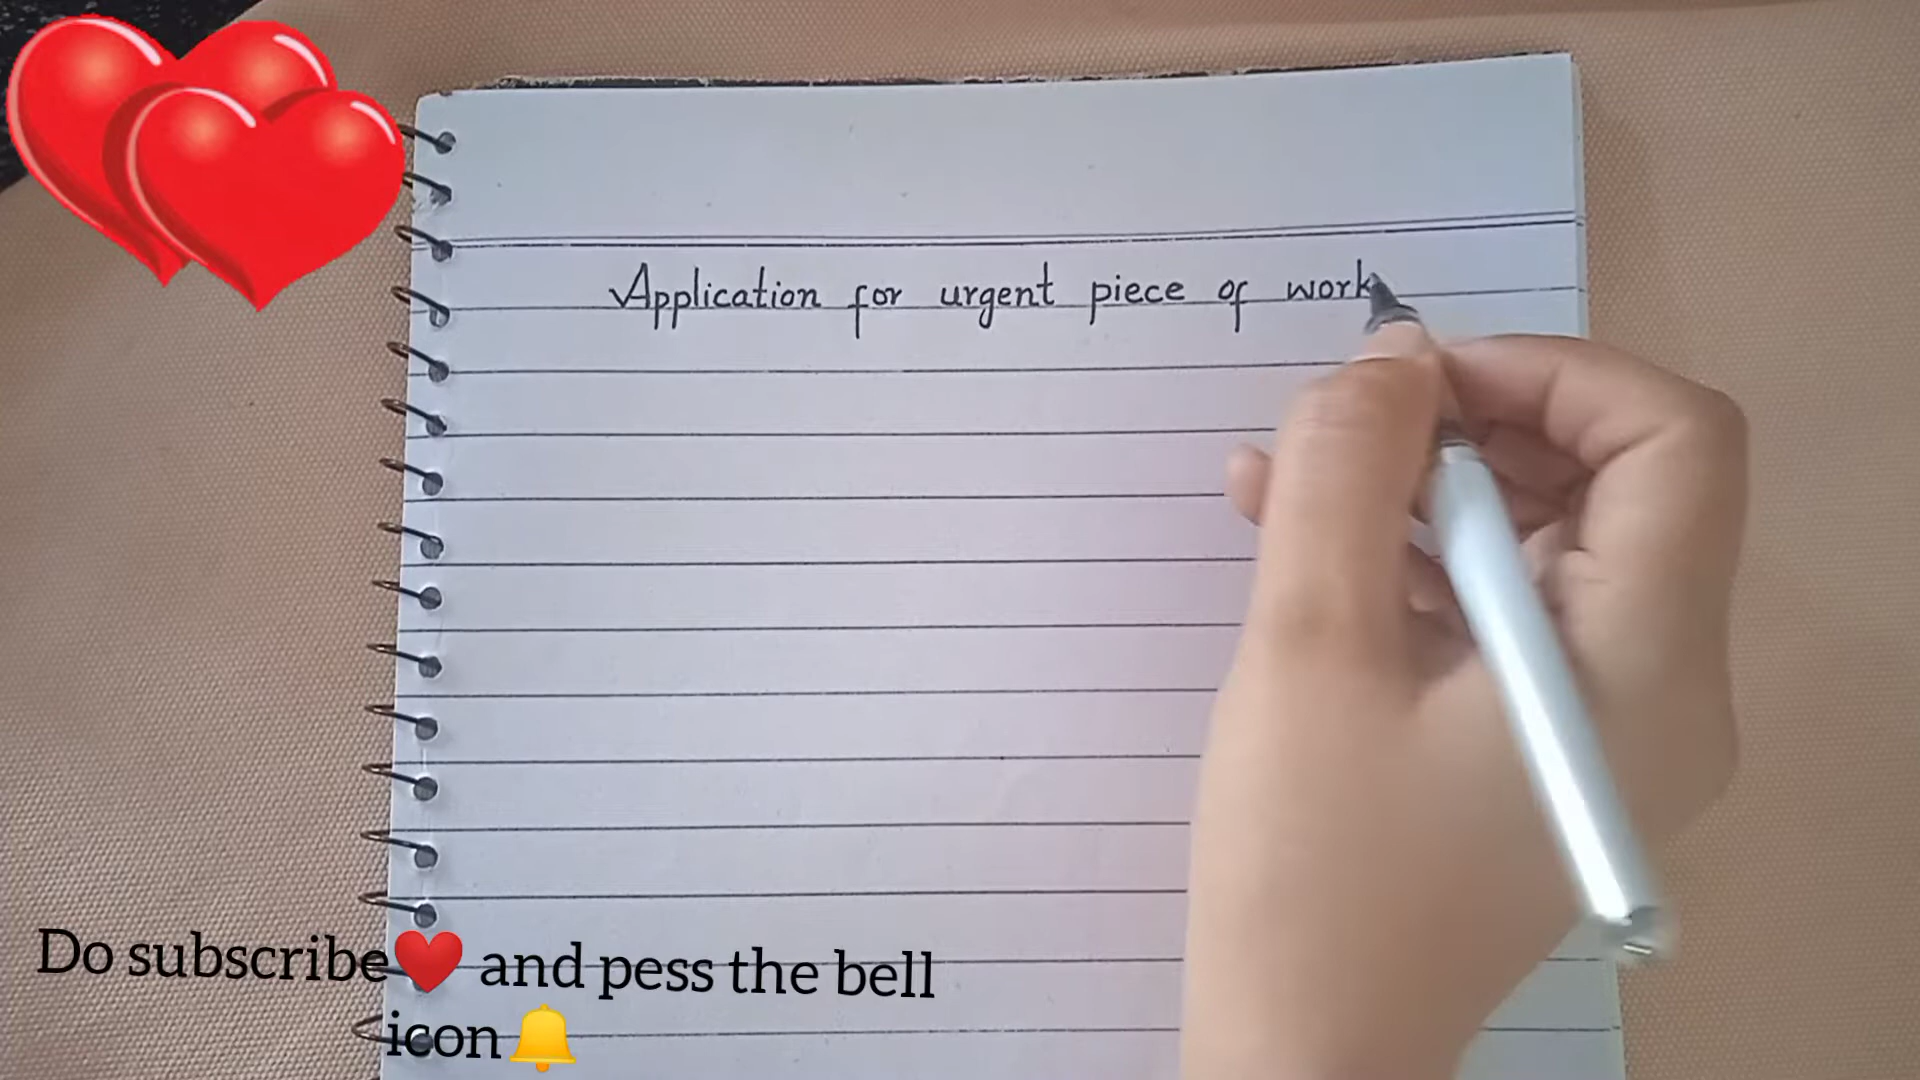 Application for urgent piece of work
Do subscribe❤️ and pess the bell
icon🔔